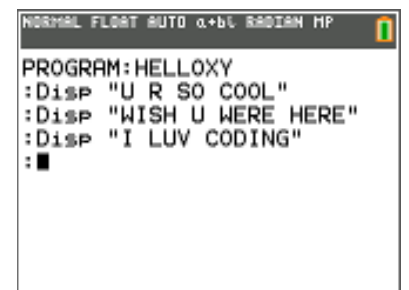 NORMAL FLOAT AUTO a+bi RADIAN MP
PROGRAM:HELLOXY
:Disp "U R SO COOL"
:Disp "WISH U WERE HERE"
:Disp "I LUV CODING"
: